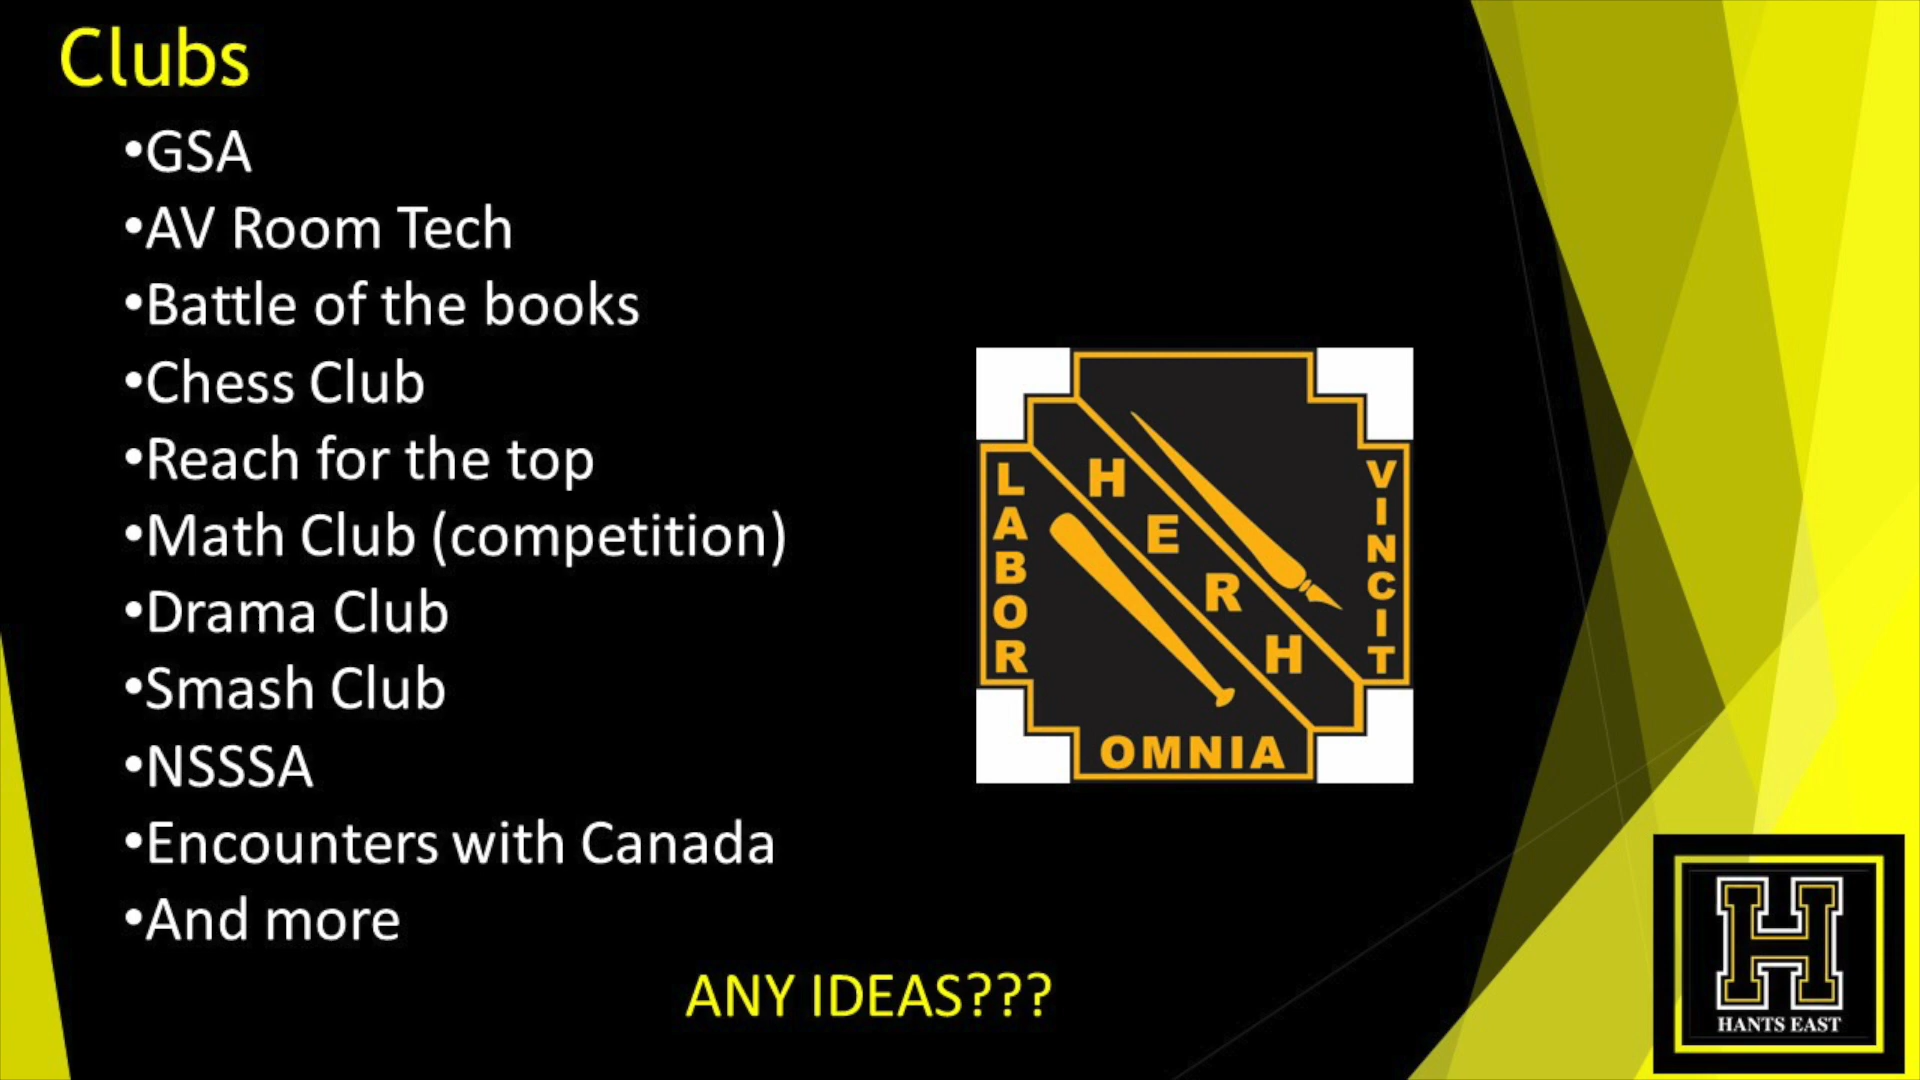 Clubs
•GSA
•AV Room Tech
•Battle of the books
•Chess Club
•Reach for the top
•Math Club (competition)
•Drama Club
•Smash Club
•NSSSA
•Encounters with Canada
•And more
ANY IDEAS???
LABOR
HERH
VINCIT
OMNIA
H
HANTS EAST